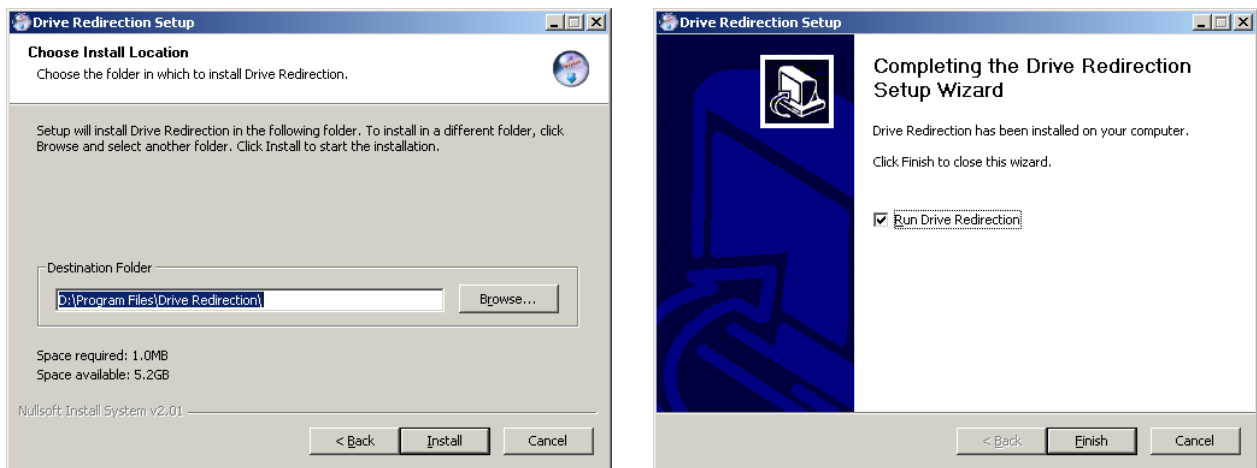 Drive Redirection Setup
Choose Install Location
Choose the folder in which to install Drive Redirection.
Setup will install Drive Redirection in the following folder. To install in a different folder, click
Browse and select another folder. Click Install to start the installation.
Destination Folder
D:\Program Files\Drive Redirection\
Browse...
Space required: 1.0MB
Space available: 5.2GB
Nullsoft Install System v2.01
< Back
Install
Cancel
Drive Redirection Setup
Completing the Drive Redirection
Setup Wizard
Drive Redirection has been installed on your computer.
Click Finish to close this wizard.
Run Drive Redirection
< Back
Finish
Cancel